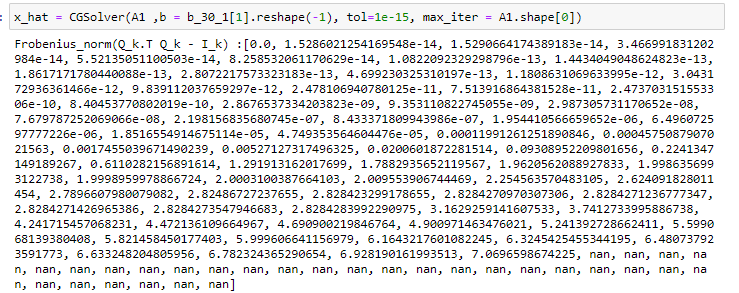 x_hat = CGSolver(A1 ,b = b_30_1[1].reshape(-1), tol=1e-15, max_iter = A1.shape[0])
Frobenius_norm(Q_k.T Q_k - I_k) :[0.0, 1.5286021254169548e-14, 1.5290664174389183e-14, 3.466991831202
984e-14, 5.52135051100503e-14, 8.258532061170629e-14, 1.0822092329298796e-13, 1.4434049048624823e-13,
1.8617171780440088e-13, 2.8072217573323183e-13, 4.699230325310197e-13, 1.1808631069633995e-12, 3.0431
72936361466e-12, 9.839112037659297e-12, 2.478106940780125e-11, 7.513916864381528e-11, 2.4737031515533
06e-10, 8.40453770802019e-10, 2.8676537334203823e-09, 9.353110822745055e-09, 2.987305731170652e-08,
7.679787252069066e-08, 2.198156835680745e-07, 8.433371809943986e-07, 1.954410566659652e-06, 6.4960725
97777726e-06, 1.8516554914675114e-05, 4.749353564604476e-05, 0.00011991261251890846, 0.00045750879070
21563, 0.0017455039671490239, 0.00527127317496325, 0.0200601872281514, 0.09308952209801656, 0.2241347
149189267, 0.6110282156891614, 1.291913162017699, 1.7882935652119567, 1.9620562088927833, 1.998635699
3122738, 1.9998959978866724, 2.0003100387664103, 2.009553906744469, 2.254563570483105, 2.624091828011
454, 2.7896607980079082, 2.82486727237655, 2.828423299178655, 2.8284270970307306, 2.8284271236777347,
2.8284271426965386, 2.8284273547946683, 2.8284283992290975, 3.1629259141607533, 3.7412733995886738,
4.241715457068231, 4.472136109664967, 4.690900219846764, 4.900971463476021, 5.241392728662411, 5.5990
68139380408, 5.821458450177403, 5.999606641156979, 6.1643217601082245, 6.3245425455344195, 6.48073792
3591773, 6.633248204805956, 6.782324365290654, 6.928190161993513, 7.0696598674225, nan, nan, nan, na
n, nan, nan, nan, nan, nan, nan, nan, nan, nan, nan, nan, nan, nan, nan, nan, nan, nan, nan, nan, na
n, nan, nan, nan, nan, nan, nan]